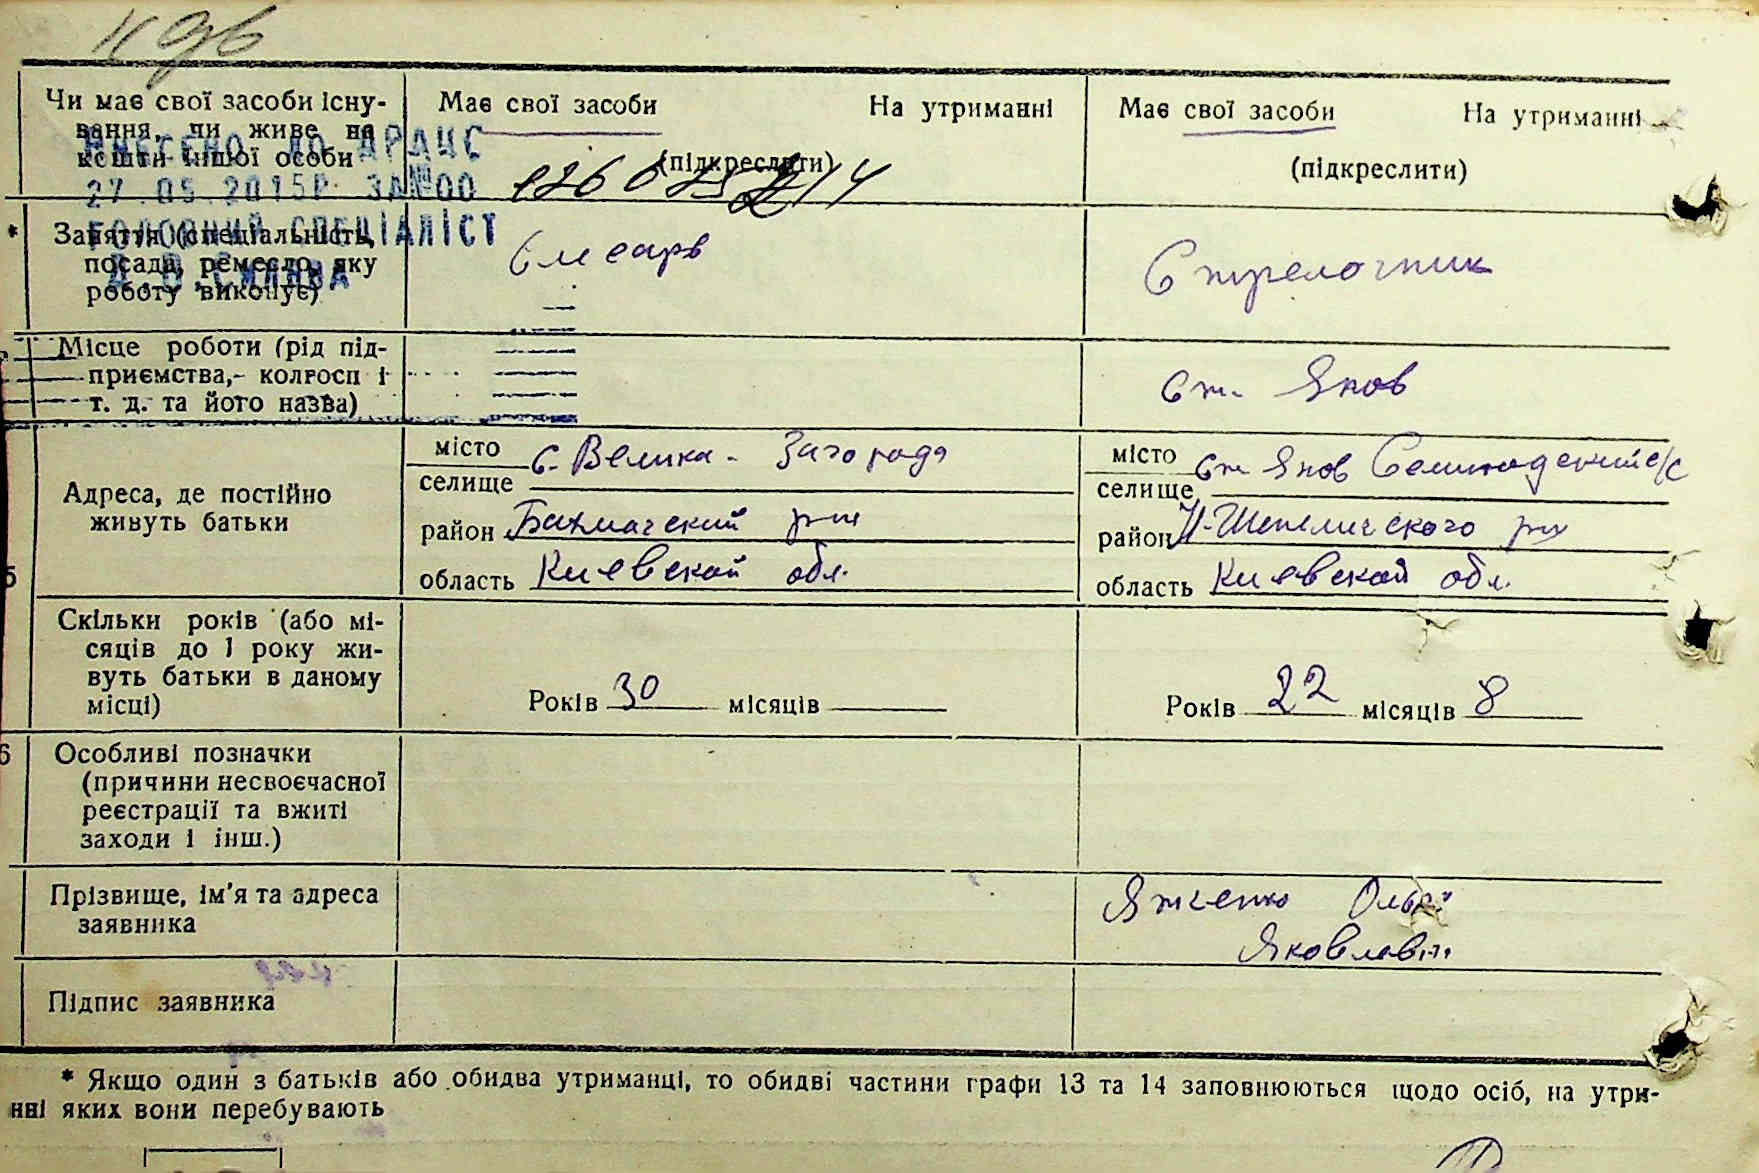 Чи має свої засоби існу-
вання, чи живе на
кошти іншої особи
Має свої засоби На утриманні
(підкреслити)
Має свої засоби На утриманні
(підкреслити)
ВНЕСЕНО ДО ДРАЦС
27.05.2015Р. ЗА№00
ГОЛОВНИЙ СПЕЦІАЛІСТ
* Заняття (спеціальність,
посада, ремесло, яку
роботу виконує)
Слесарь
Стрелочник
Місце роботи (рід під-
приємства, колгосп і
т. д. та його назва)
ст. Янов
Адреса, де постійно
живуть батьки
місто
селище
с. Велика - Загорода
район Бахмачский р-н
область Киевской обл.
місто
селище
ст Янов с/с
район Н-Шепеличского р-н
область Киевской обл.
Скільки років (або мі-
сяців до 1 року жи-
вуть батьки в даному
місці)
Років 30 місяців
Років 22 місяців 8
6 Особливі позначки
(причини несвоєчасної
реєстрації та вжиті
заходи і інш.)
Прізвище, ім'я та адреса
заявника
Ольга
Яковлевна
Підпис заявника
* Якщо один з батьків або обидва утриманці, то обидві частини графи 13 та 14 заповнюються щодо осіб, на утри-
нні яких вони перебувають